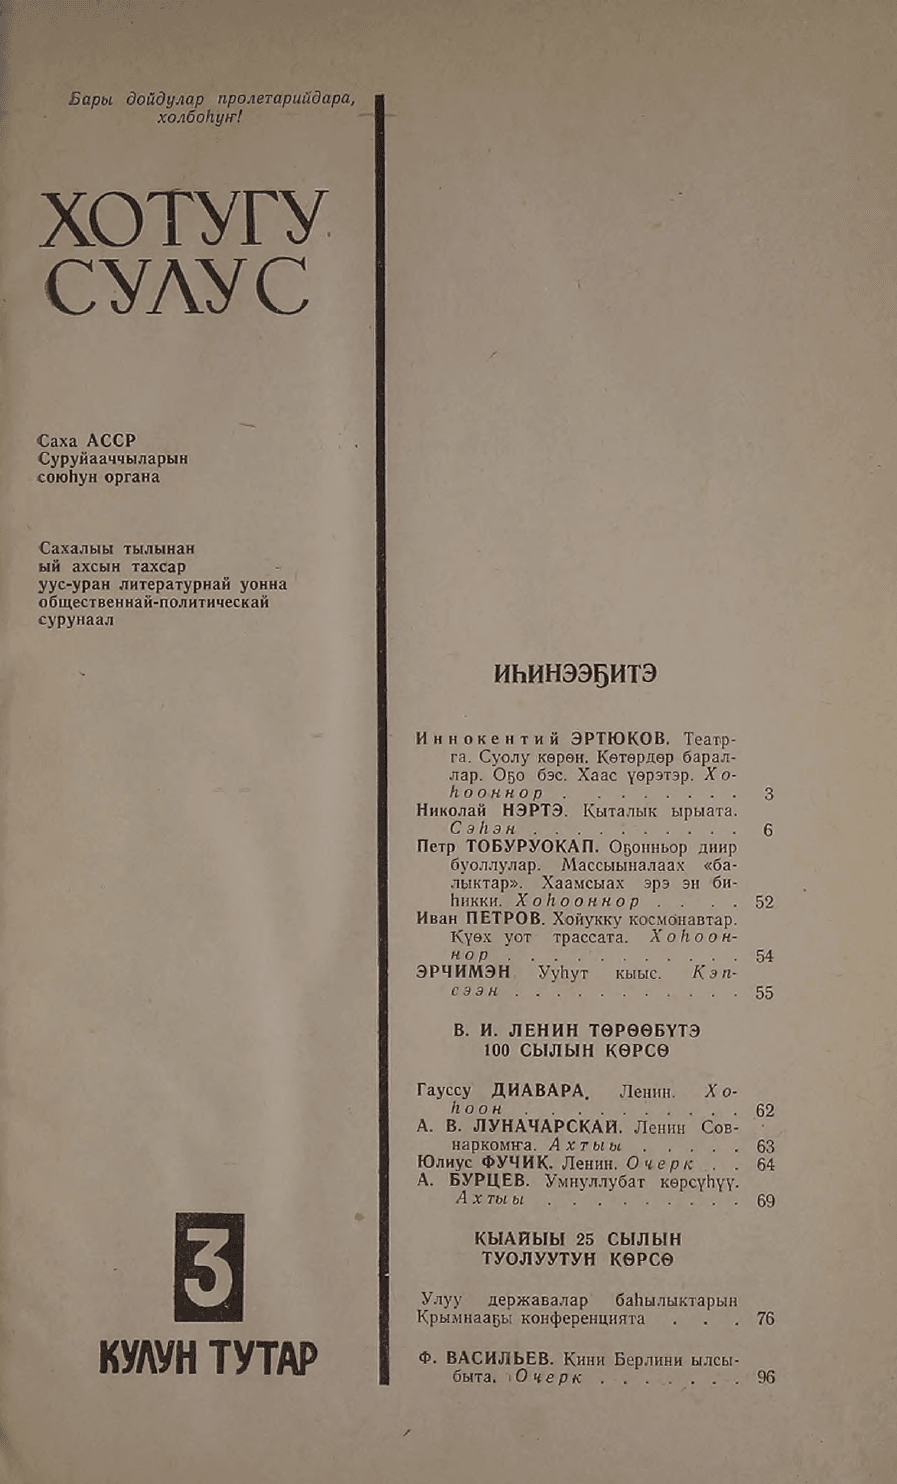 Бары дойдулар пролетарийдара,
холбоһуҥ!
ХОТУГУ
СУЛУС
Саха АССР
Суруйааччыларын
союһун органа
Сахалыы тылынан
ый ахсын тахсар
уус-уран литературнай уонна
общественнай-политическай
сурунаал
3
КУЛУН ТУТАР
ИҺИНЭЭҔИТЭ
Иннокентий ЭРТЮКОВ. Театр-
га. Суолу көрөн. Көтөрдөр барал-
лар. Оҕо бэс. Хаас үөрэтэр. Хо-
һооннор . . . . . . . . 3
Николай НЭРТЭ. Кыталык ырыата.
Сэһэн . . . . . . . . . . 6
Петр ТОБУРУОКАП. Оҕонньор диир
буоллулар. Массыыналаах «ба-
лыктар». Хаамсыах эрэ эн би-
һикки. Хоһооннор . . . . 52
Иван ПЕТРОВ. Хойукку космонавтар.
Күөх уот трассата. Хоһоон-
нор . . . . . . . . . . . 54
ЭРЧИМЭН. Ууһут кыыс. Кэп-
сээн . . . . . . . . . . . 55
В. И. ЛЕНИН ТӨРӨӨБҮТЭ
100 СЫЛЫН КӨРСӨ
Гауссу ДИАВАРА, Ленин. Хо-
һоон . . . . . . . . . . 62
А. В. ЛУНАЧАРСКАЙ. Ленин Сов-
наркомҥа. Ахтыы . . . . . 63
Юлиус ФУЧИК. Ленин. Очерк . . 64
А. БУРЦЕВ. Умнуллубат көрсүһүү.
Ахтыы . . . . . . . . . 69
КЫАЙЫЫ 25 СЫЛЫН
ТУОЛУУТУН КӨРСӨ
Улуу державалар баһылыктарын
Крымнааҕы конференцията . . . 76
Ф. ВАСИЛЬЕВ. Кини Берлини ылсы-
быта. Очерк . . . . . . . 96